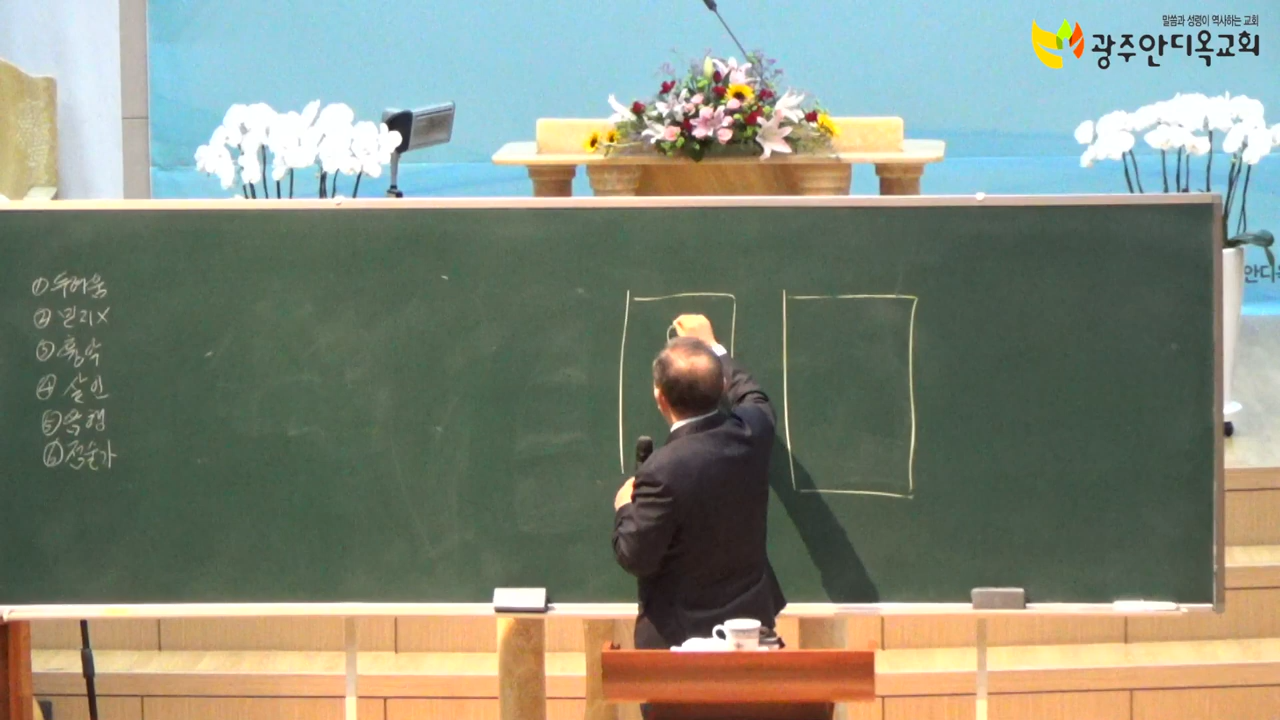 말씀과 성령이 역사하는 교회
광주안디옥교회
안디
① 두려움
② 믿지X
③ 흉악
④ 살인
⑤ 음행
⑥ 점술가